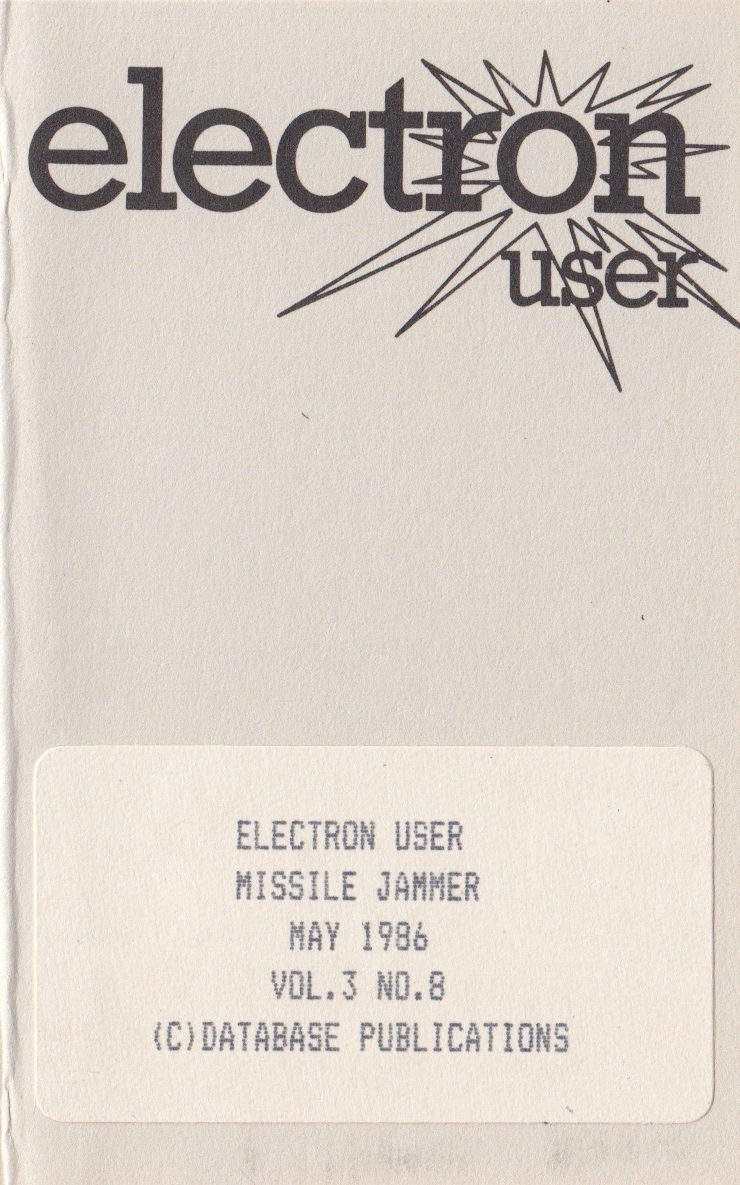 electron
user
ELECTRON USER
MISSILE JAMMER
MAY 1986
VOL.3 NO.8
(C)DATABASE PUBLICATIONS